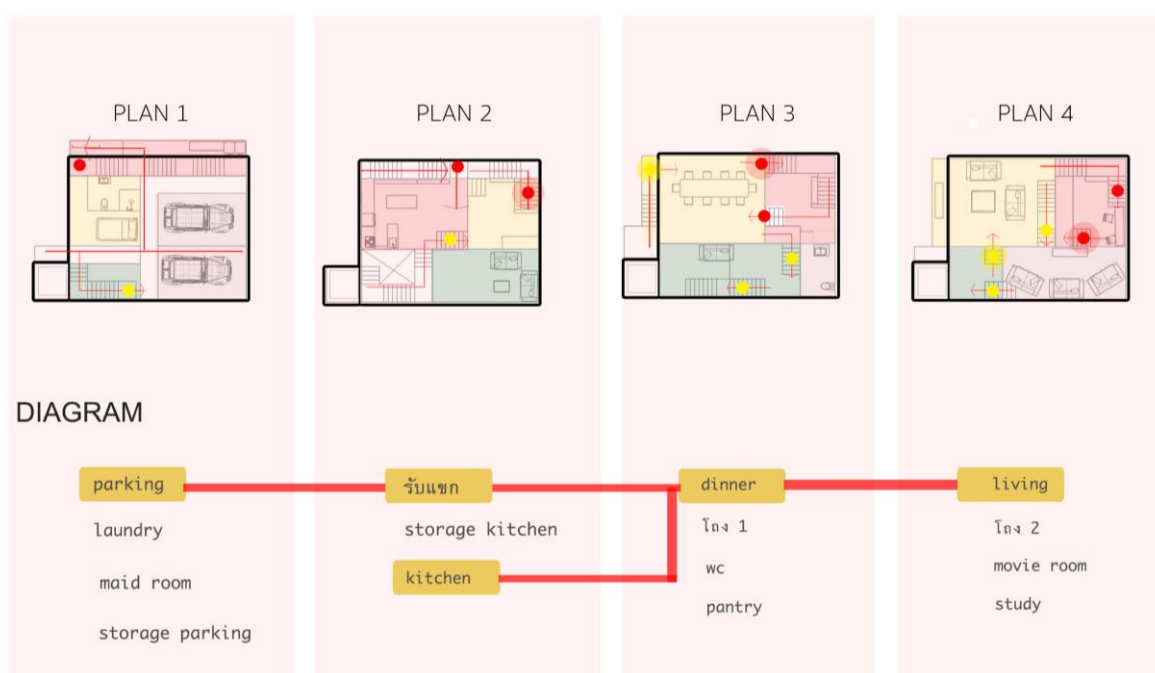 PLAN 1
PLAN 2
PLAN 3
PLAN 4
DIAGRAM
parking
laundry
maid room
storage parking
รับแขก
storage kitchen
kitchen
dinner
โถง 1
wc
pantry
living
โถง 2
movie room
study